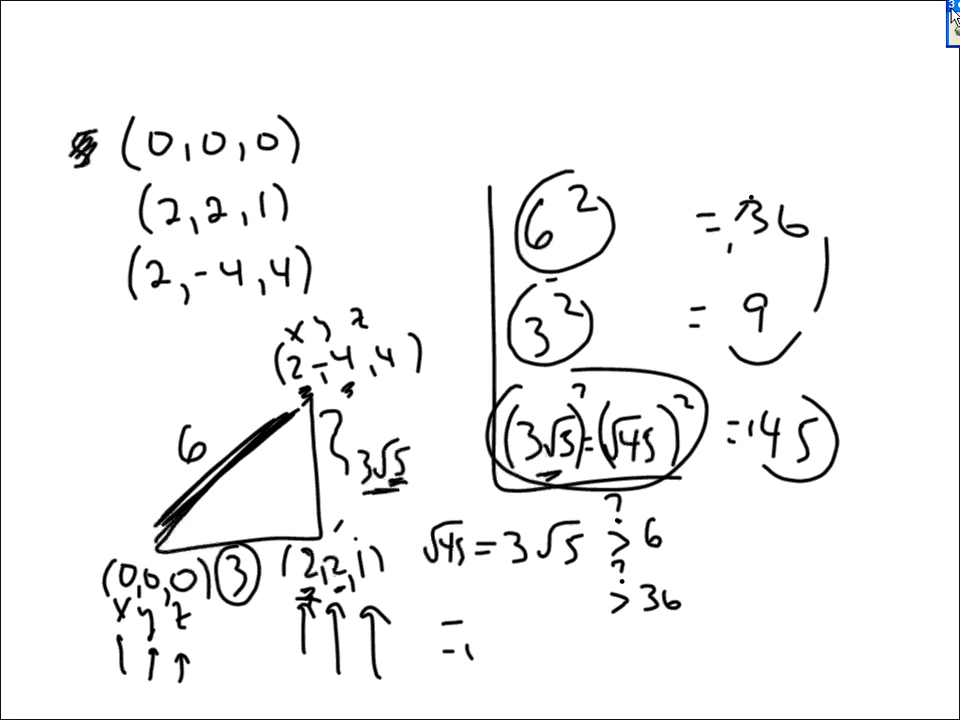 (0,0,0)
(2,2,1)
(2,-4,4)
x y z
(2,-4,4)
6
3√5
(0,0,0)
3
(2,2,1)
x y z
6² = 36
3² = 9
(3√5)² = (√45)² = 45
√45 = 3√5 > 6
?
?
> 36
=